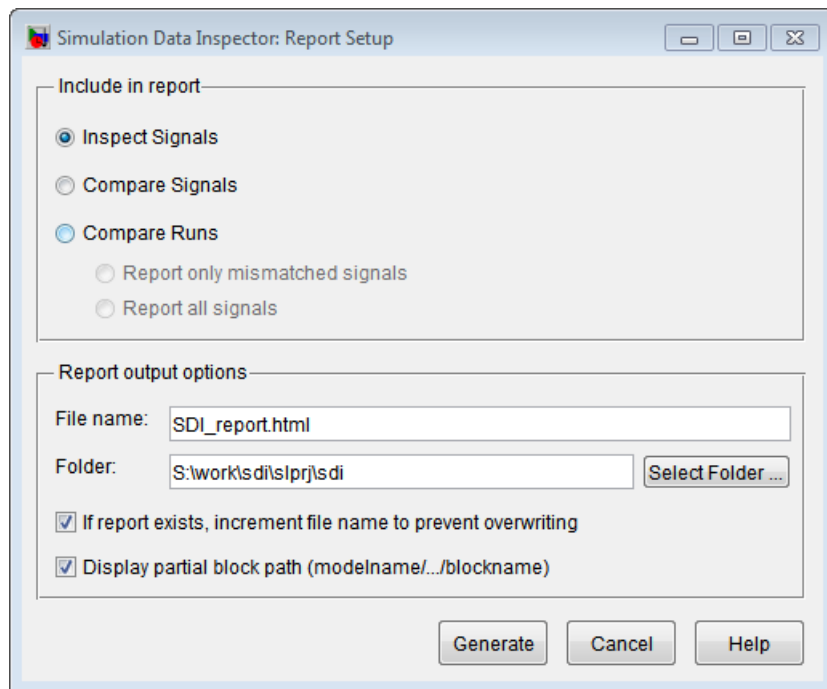 Simulation Data Inspector: Report Setup
Include in report
Inspect Signals
Compare Signals
Compare Runs
Report only mismatched signals
Report all signals
Report output options
File name: SDI_report.html
Folder: S:\work\sdi\slprj\sdi Select Folder ...
If report exists, increment file name to prevent overwriting
Display partial block path (modelname/.../blockname)
Generate Cancel Help